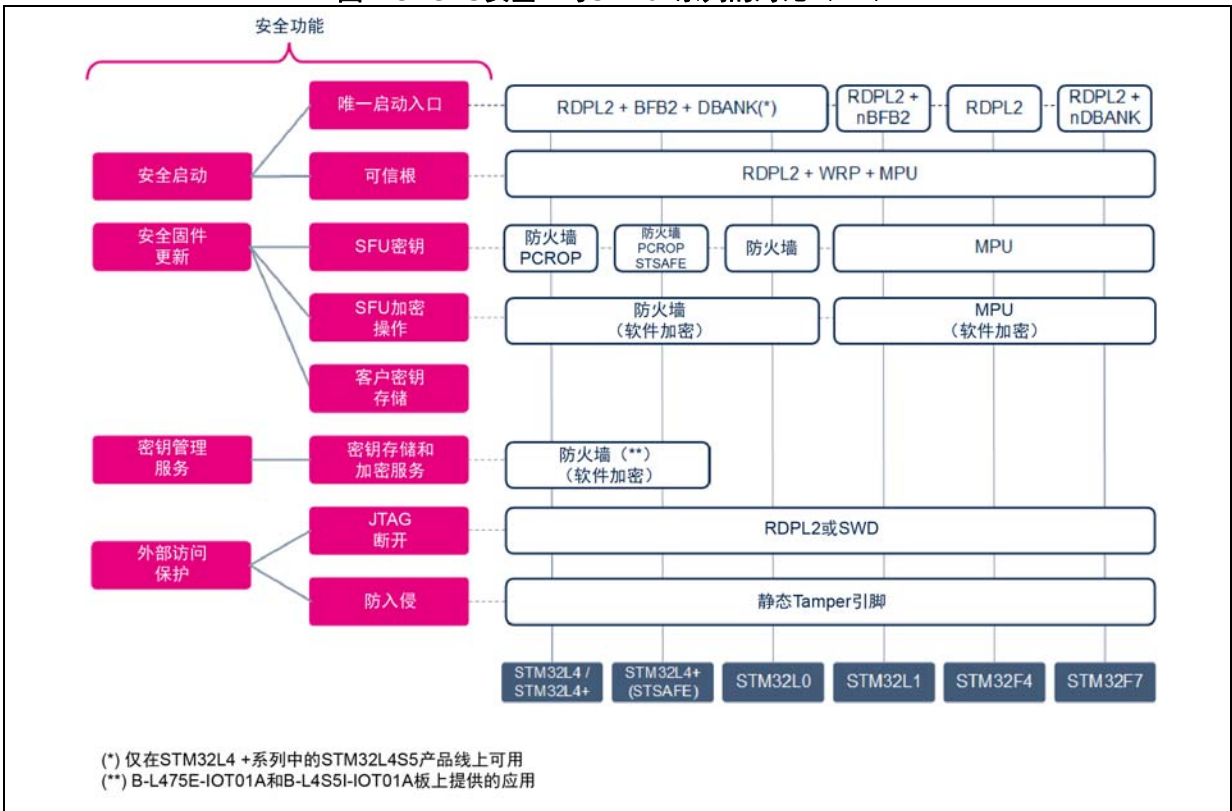 安全功能
唯一启动入口
RDPL2 + BFB2 + DBANK(*)
RDPL2 +
nBFB2
RDPL2
RDPL2 +
nDBANK
安全启动
可信根
RDPL2 + WRP + MPU
安全固件
更新
SFU密钥
防火墙
PCROP
防火墙
PCROP
STSAFE
防火墙
MPU
SFU加密
操作
防火墙
（软件加密）
MPU
（软件加密）
客户密钥
存储
密钥管理
服务
密钥存储和
加密服务
防火墙（**）
（软件加密）
外部访问
保护
JTAG
断开
RDPL2或SWD
防入侵
静态Tamper引脚
STM32L4 /
STM32L4+
STM32L4+
(STSAFE)
STM32L0
STM32L1
STM32F4
STM32F7
(*) 仅在STM32L4 +系列中的STM32L4S5产品线上可用
(**) B-L475E-IOT01A和B-L4S5I-IOT01A板上提供的应用